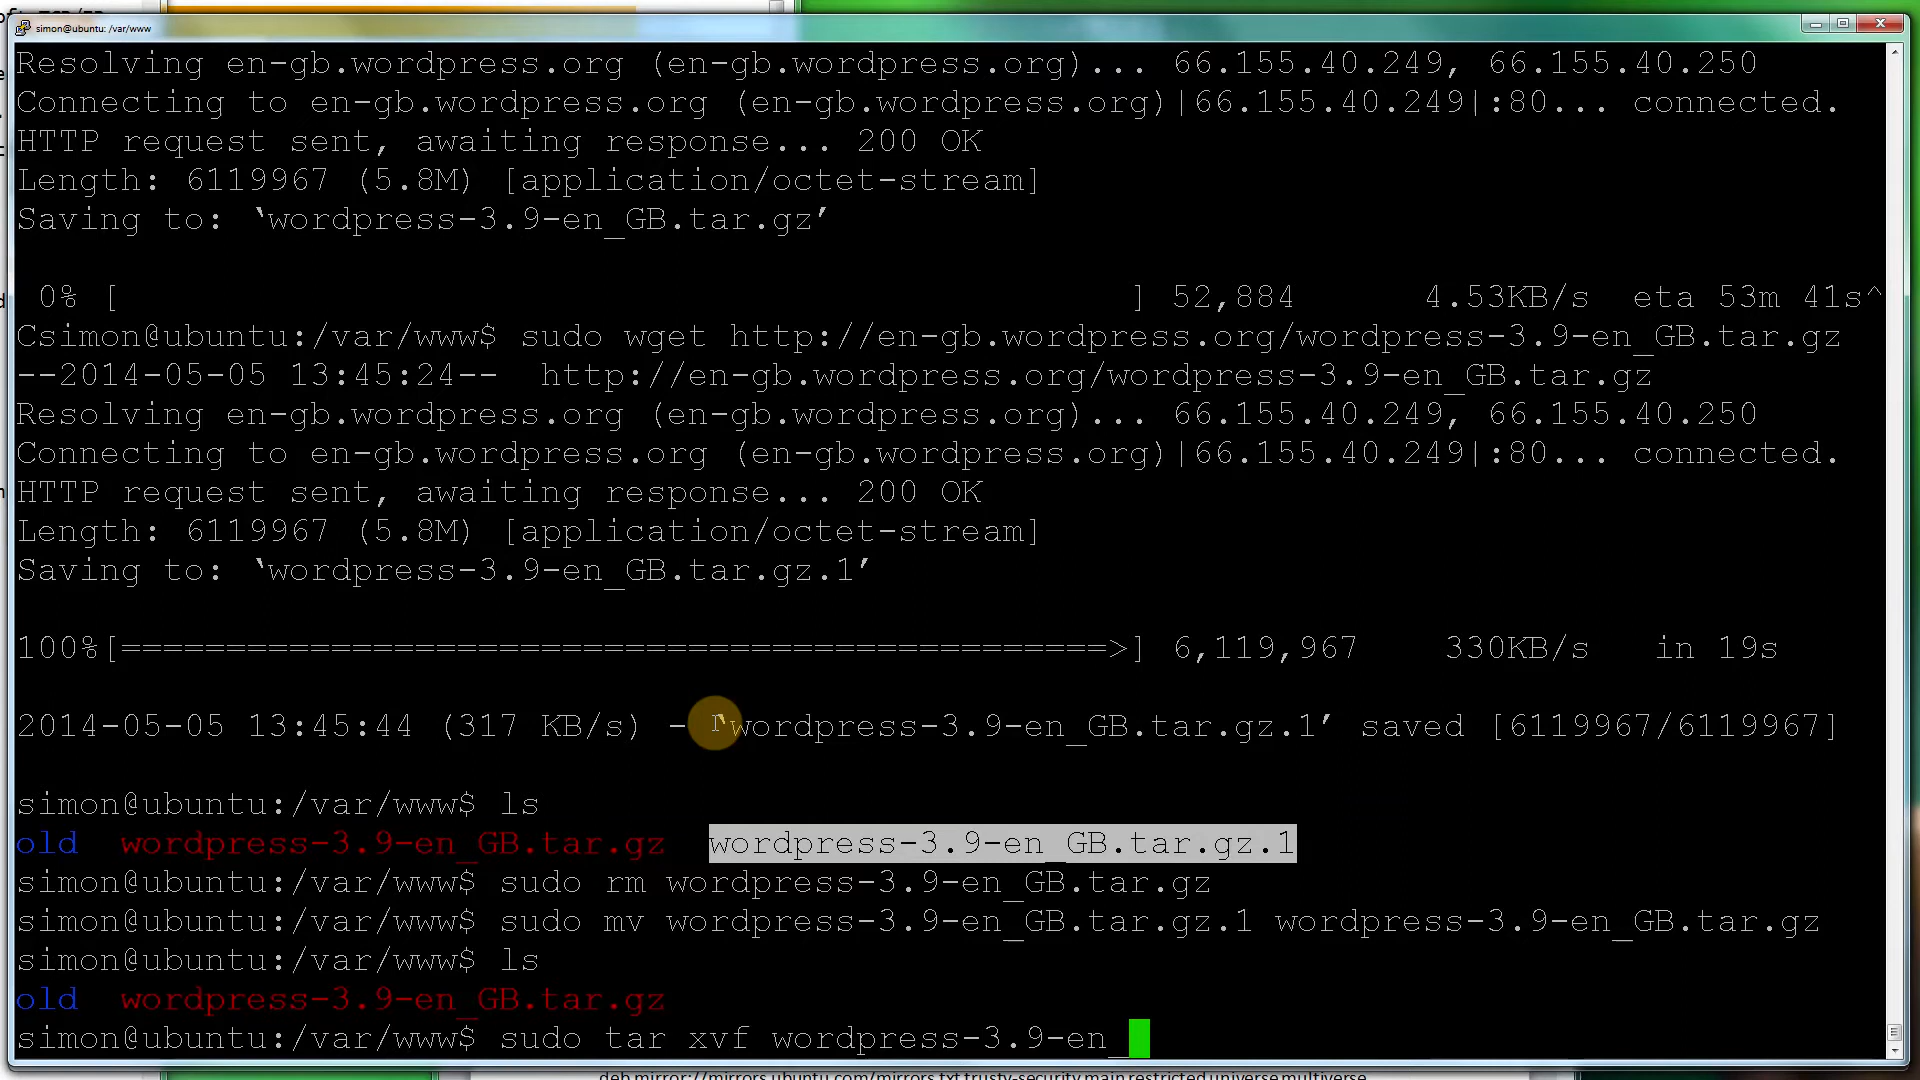 simon@ubuntu: /var/www
Resolving en-gb.wordpress.org (en-gb.wordpress.org)... 66.155.40.249, 66.155.40.250
Connecting to en-gb.wordpress.org (en-gb.wordpress.org)|66.155.40.249|:80... connected.
HTTP request sent, awaiting response... 200 OK
Length: 6119967 (5.8M) [application/octet-stream]
Saving to: ‘wordpress-3.9-en_GB.tar.gz’
0% [ ] 52,884 4.53KB/s eta 53m 41s^
Csimon@ubuntu:/var/www$ sudo wget http://en-gb.wordpress.org/wordpress-3.9-en_GB.tar.gz
--2014-05-05 13:45:24-- http://en-gb.wordpress.org/wordpress-3.9-en_GB.tar.gz
Resolving en-gb.wordpress.org (en-gb.wordpress.org)... 66.155.40.249, 66.155.40.250
Connecting to en-gb.wordpress.org (en-gb.wordpress.org)|66.155.40.249|:80... connected.
HTTP request sent, awaiting response... 200 OK
Length: 6119967 (5.8M) [application/octet-stream]
Saving to: ‘wordpress-3.9-en_GB.tar.gz.1’
100%[===============================================>] 6,119,967 330KB/s in 19s
2014-05-05 13:45:44 (317 KB/s) - ‘wordpress-3.9-en_GB.tar.gz.1’ saved [6119967/6119967]
simon@ubuntu:/var/www$ ls
old wordpress-3.9-en_GB.tar.gz wordpress-3.9-en_GB.tar.gz.1
simon@ubuntu:/var/www$ sudo rm wordpress-3.9-en_GB.tar.gz
simon@ubuntu:/var/www$ sudo mv wordpress-3.9-en_GB.tar.gz.1 wordpress-3.9-en_GB.tar.gz
simon@ubuntu:/var/www$ ls
old wordpress-3.9-en_GB.tar.gz
simon@ubuntu:/var/www$ sudo tar xvf wordpress-3.9-en_
deb mirror://mirrors.ubuntu.com/mirrors.txt trusty-security main restricted universe multiverse